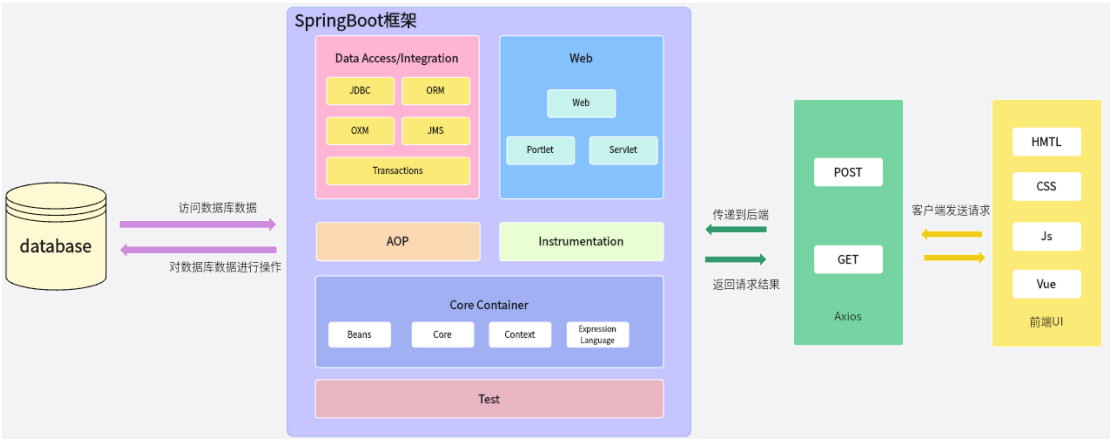 SpringBoot框架
Data Access/Integration
JDBC
ORM
OXM
JMS
Transactions
Web
Web
Portlet
Servlet
AOP
Instrumentation
Core Container
Beans
Core
Context
Expression
Language
Test
database
访问数据库数据
对数据库数据进行操作
传递到后端
返回请求结果
POST
GET
Axios
客户端发送请求
HMTL
CSS
Js
Vue
前端UI